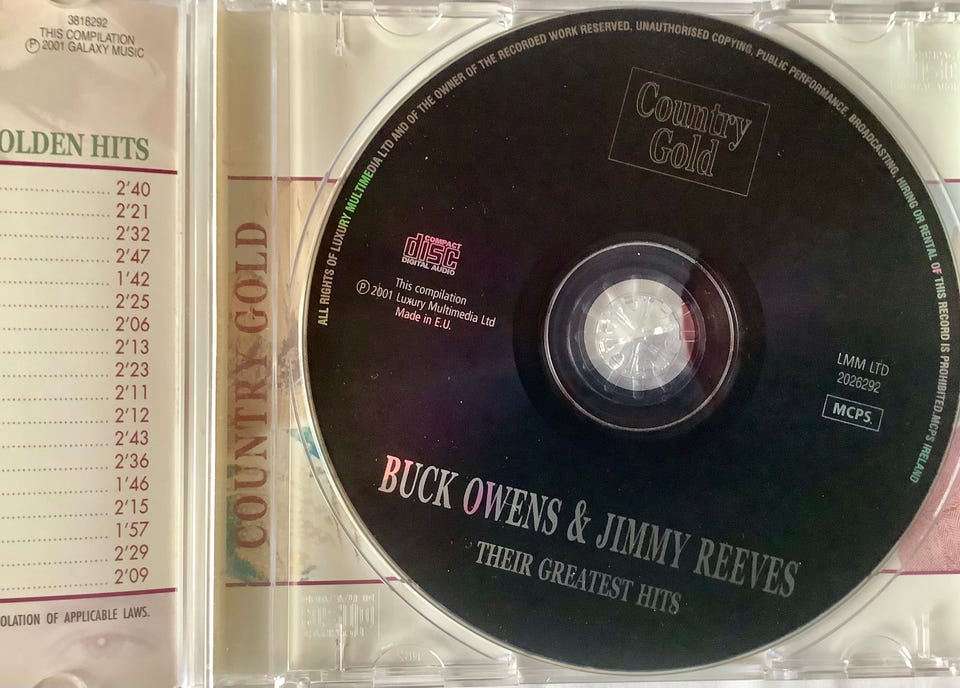 3818292
THIS COMPILATION
℗ 2001 GALAXY MUSIC
OLDEN HITS
2'40
2'21
2'32
2'47
1'42
2'25
2'06
2'13
2'23
2'11
2'12
2'43
2'36
1'46
2'15
1'57
2'29
2'09
OLATION OF APPLICABLE LAWS.
COUNTRY GOLD
ALL RIGHTS OF LUXURY MULTIMEDIA LTD AND OF THE OWNER OF THE RECORDED WORK RESERVED, UNAUTHORISED COPYING, PUBLIC PERFORMANCE, BROADCASTING, HIRING OR RENTAL OF THIS RECORD IS PROHIBITED.MCPS IRELAND
Country
Gold
COMPACT
disc
DIGITAL AUDIO
This compilation
℗ 2001 Luxury Multimedia Ltd
Made in E.U.
LMM LTD
2026292
MCPS.
BUCK OWENS & JIMMY REEVES
THEIR GREATEST HITS